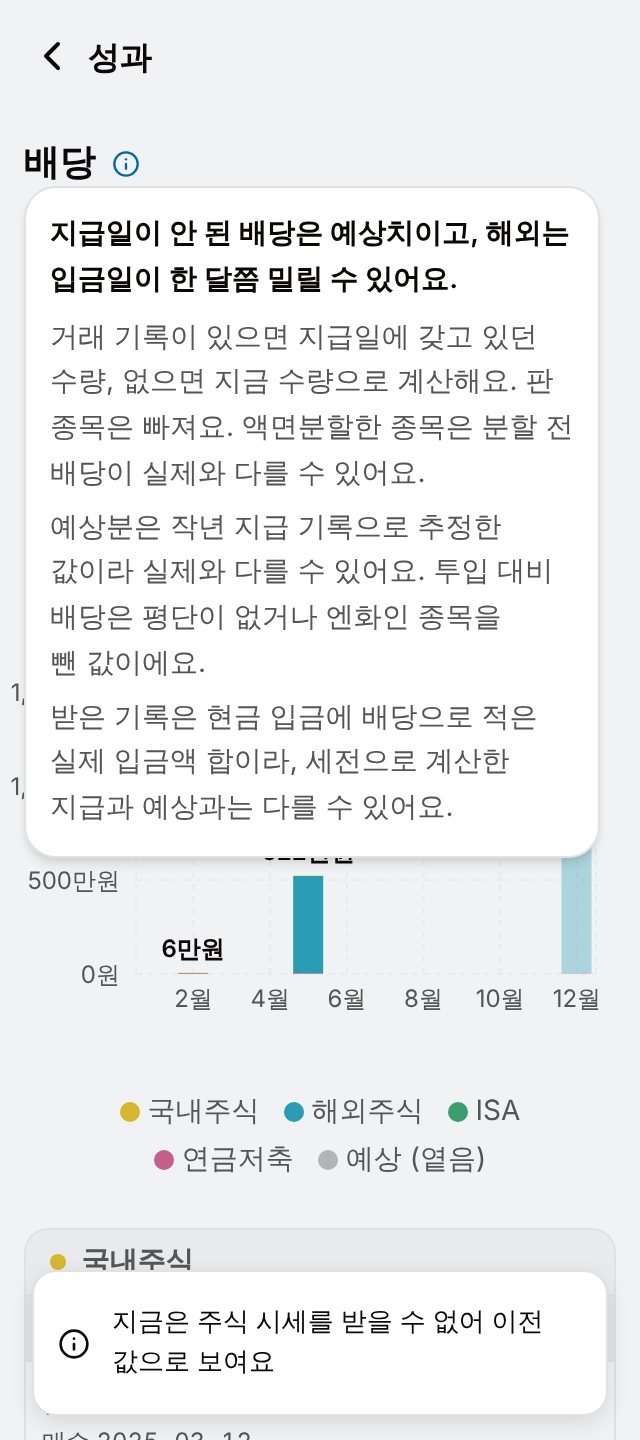 성과
배당
지급일이 안 된 배당은 예상치이고, 해외는
입금일이 한 달쯤 밀릴 수 있어요.
거래 기록이 있으면 지급일에 갖고 있던
수량, 없으면 지금 수량으로 계산해요. 판
종목은 빠져요. 액면분할한 종목은 분할 전
배당이 실제와 다를 수 있어요.
예상분은 작년 지급 기록으로 추정한
값이라 실제와 다를 수 있어요. 투입 대비
배당은 평단이 없거나 엔화인 종목을
뺀 값이에요.
받은 기록은 현금 입금에 배당으로 적은
실제 입금액 합이라, 세전으로 계산한
지급과 예상과는 다를 수 있어요.
1,
1,
500만원
6만원
0원
2월 4월 6월 8월 10월 12월
국내주식 해외주식 ISA
연금저축 예상 (옅음)
국내주식
지금은 주식 시세를 받을 수 없어 이전
값으로 보여요